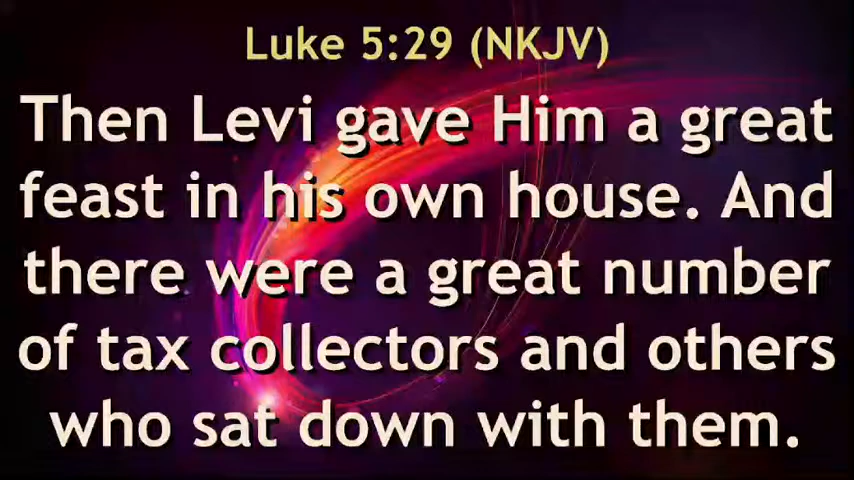 Luke 5:29 (NKJV)
Then Levi gave Him a great
feast in his own house. And
there were a great number
of tax collectors and others
who sat down with them.